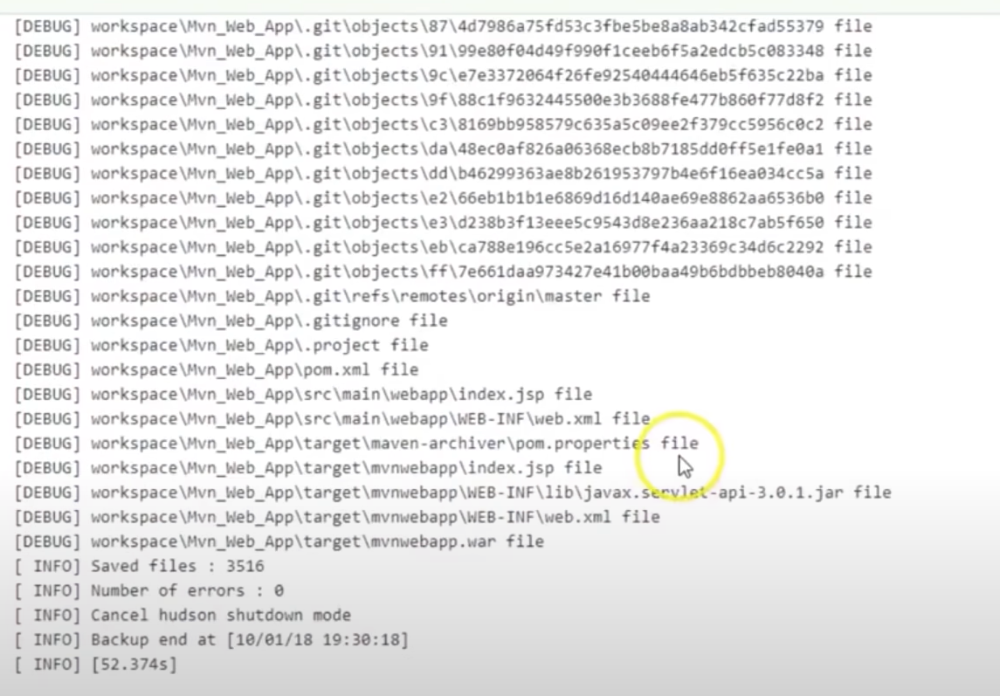 [DEBUG] workspace\Mvn_Web_App\.git\objects\87\4d7986a75fd53c3fbe5be8a8ab342cfad55379 file
[DEBUG] workspace\Mvn_Web_App\.git\objects\91\99e80f04d49f990f1ceeb6f5a2edcb5c083348 file
[DEBUG] workspace\Mvn_Web_App\.git\objects\9c\e7e3372064f26fe92540444646eb5f635c22ba file
[DEBUG] workspace\Mvn_Web_App\.git\objects\9f\88c1f9632445500e3b3688fe477b860f77d8f2 file
[DEBUG] workspace\Mvn_Web_App\.git\objects\c3\8169bb958579c635a5c09ee2f379cc5956c0c2 file
[DEBUG] workspace\Mvn_Web_App\.git\objects\da\48ec0af826a06368ecb8b7185dd0ff5e1fe0a1 file
[DEBUG] workspace\Mvn_Web_App\.git\objects\dd\b46299363ae8b261953797b4e6f16ea034cc5a file
[DEBUG] workspace\Mvn_Web_App\.git\objects\e2\66eb1b1b1e6869d16d140ae69e8862aa6536b0 file
[DEBUG] workspace\Mvn_Web_App\.git\objects\e3\d238b3f13eee5c9543d8e236aa218c7ab5f650 file
[DEBUG] workspace\Mvn_Web_App\.git\objects\eb\ca788e196cc5e2a16977f4a23369c34d6c2292 file
[DEBUG] workspace\Mvn_Web_App\.git\objects\ff\7e661daa973427e41b00baa49b6bdbbeb8040a file
[DEBUG] workspace\Mvn_Web_App\.git\refs\remotes\origin\master file
[DEBUG] workspace\Mvn_Web_App\.gitignore file
[DEBUG] workspace\Mvn_Web_App\.project file
[DEBUG] workspace\Mvn_Web_App\pom.xml file
[DEBUG] workspace\Mvn_Web_App\src\main\webapp\index.jsp file
[DEBUG] workspace\Mvn_Web_App\src\main\webapp\WEB-INF\web.xml file
[DEBUG] workspace\Mvn_Web_App\target\maven-archiver\pom.properties file
[DEBUG] workspace\Mvn_Web_App\target\mvnwebapp\index.jsp file
[DEBUG] workspace\Mvn_Web_App\target\mvnwebapp\WEB-INF\lib\javax.servlet-api-3.0.1.jar file
[DEBUG] workspace\Mvn_Web_App\target\mvnwebapp\WEB-INF\web.xml file
[DEBUG] workspace\Mvn_Web_App\target\mvnwebapp.war file
[ INFO] Saved files : 3516
[ INFO] Number of errors : 0
[ INFO] Cancel hudson shutdown mode
[ INFO] Backup end at [10/01/18 19:30:18]
[ INFO] [52.374s]